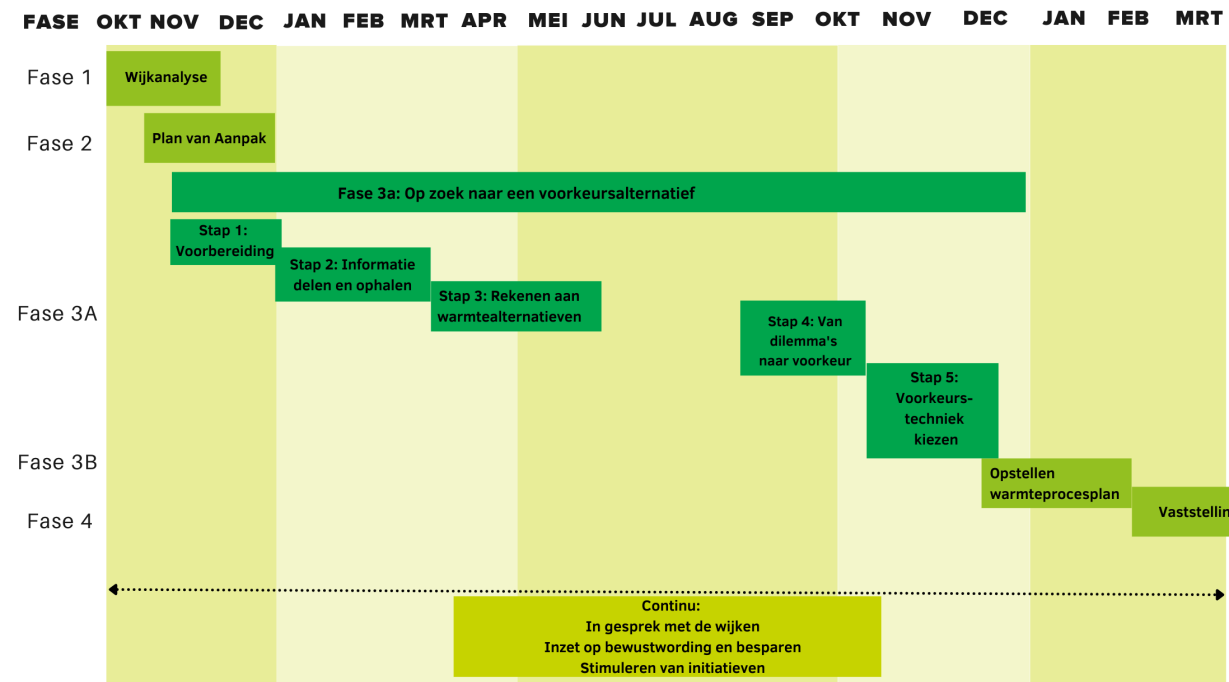 FASE OKT NOV DEC JAN FEB MRT APR MEI JUN JUL AUG SEP OKT NOV DEC JAN FEB MRT
Fase 1
Wijkanalyse
Fase 2
Plan van Aanpak
Fase 3a: Op zoek naar een voorkeursalternatief
Fase 3A
Stap 1:
Voorbereiding
Stap 2: Informatie
delen en ophalen
Stap 3: Rekenen aan
warmtealternatieven
Stap 4: Van
dilemma's
naar voorkeur
Stap 5:
Voorkeurs-
techniek
kiezen
Fase 3B
Opstellen
warmteprocesplan
Fase 4
Vaststellin
Continu:
In gesprek met de wijken
Inzet op bewustwording en besparen
Stimuleren van initiatieven